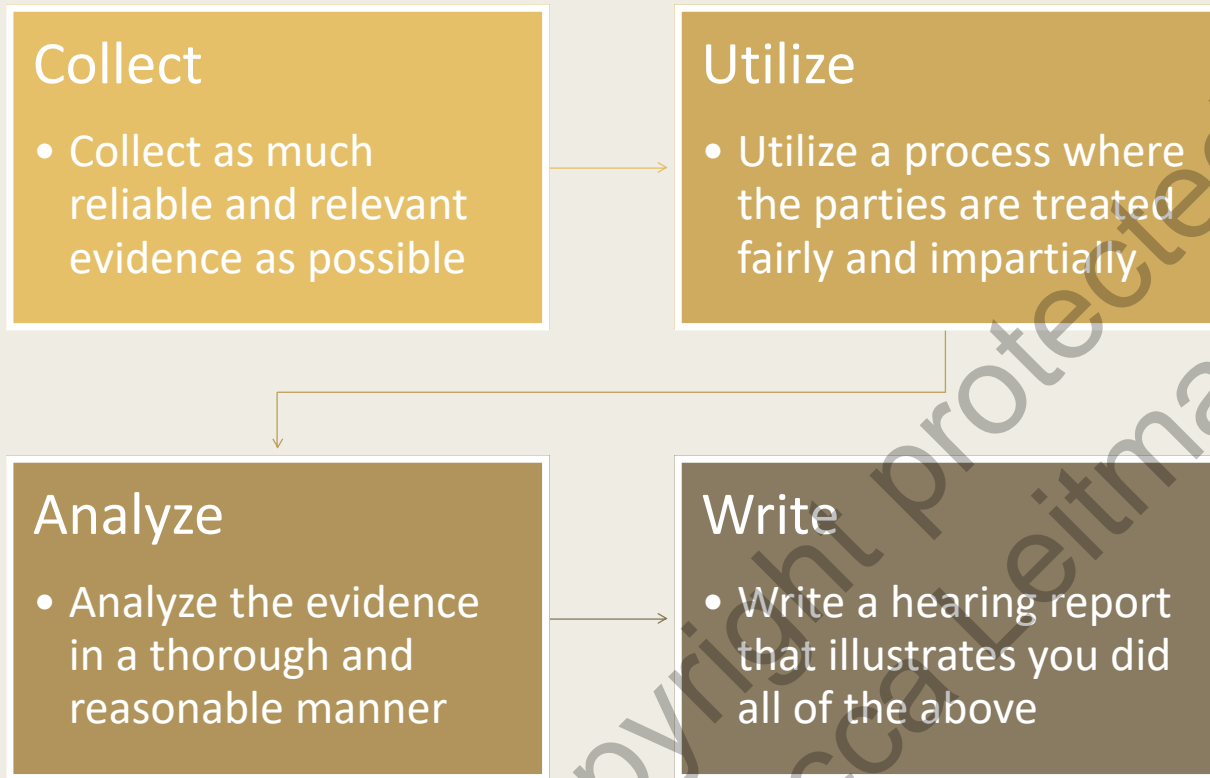 Collect
• Collect as much
reliable and relevant
evidence as possible
Utilize
• Utilize a process where
the parties are treated
fairly and impartially
Analyze
• Analyze the evidence
in a thorough and
reasonable manner
Write
• Write a hearing report
that illustrates you did
all of the above